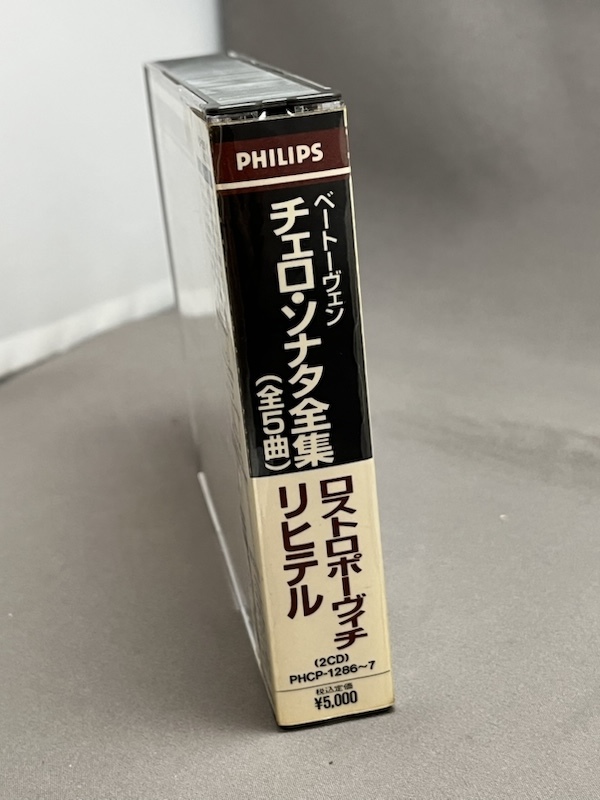 PHILIPS
ベートーヴェン
チェロ・ソナタ全集
(全5曲)
ロストロポーヴィチ
リヒテル
(2CD)
PHCP-1286~7
税込定価
¥5,000